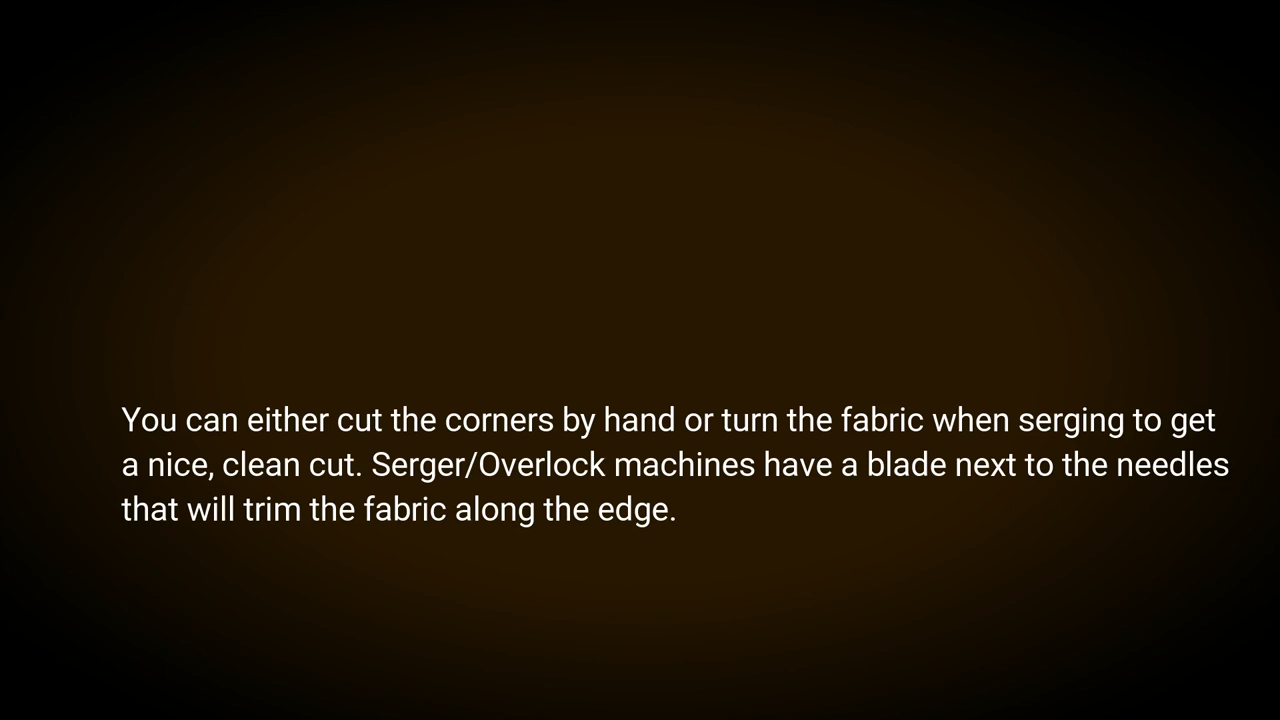 You can either cut the corners by hand or turn the fabric when serging to get
a nice, clean cut. Serger/Overlock machines have a blade next to the needles
that will trim the fabric along the edge.